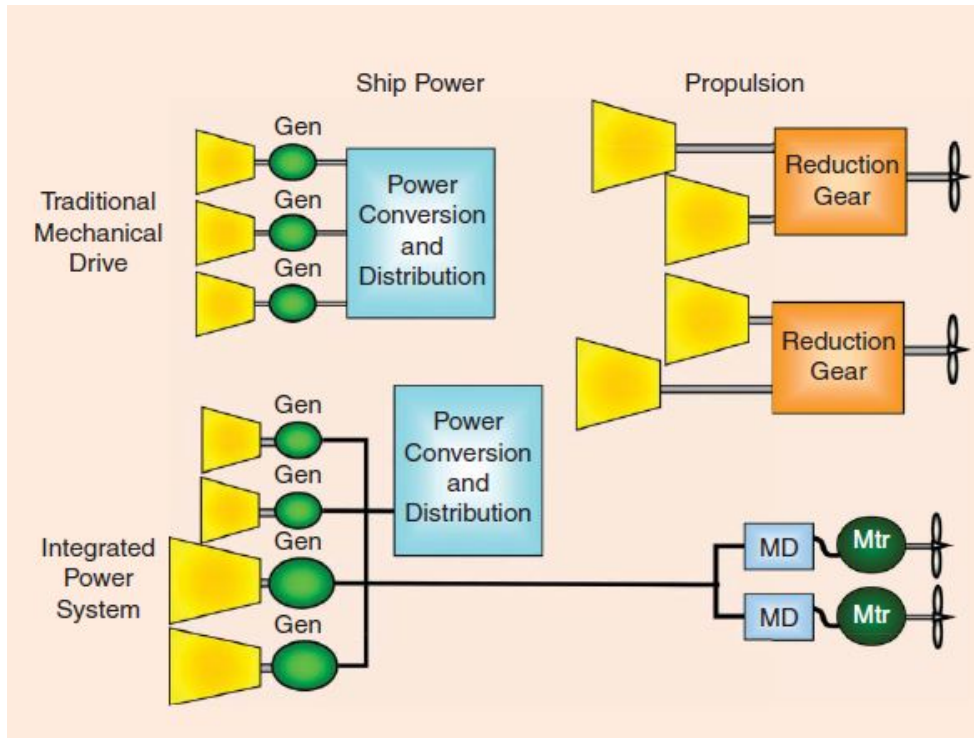 Ship Power
Propulsion
Traditional
Mechanical
Drive
Gen
Gen
Gen
Power
Conversion
and
Distribution
Reduction
Gear
Reduction
Gear
Integrated
Power
System
Gen
Gen
Gen
Gen
Power
Conversion
and
Distribution
MD
Mtr
MD
Mtr